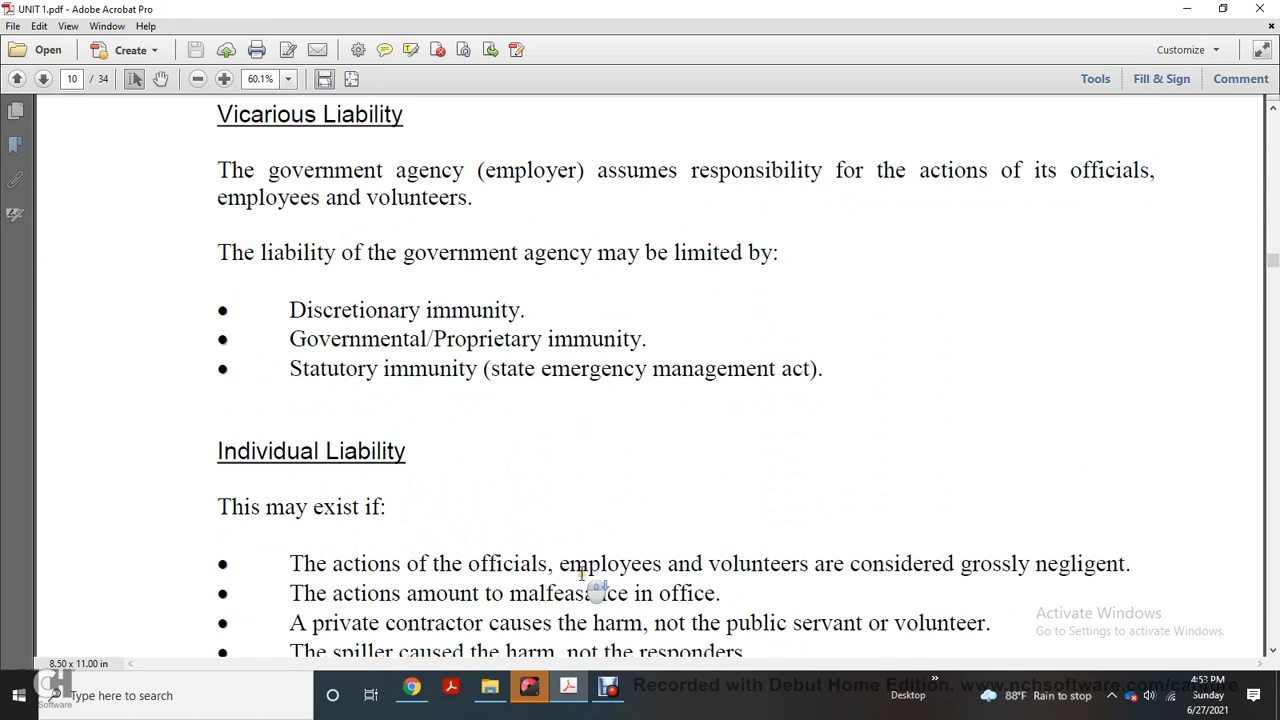 UNIT 1.pdf - Adobe Acrobat Pro
File Edit View Window Help
Open Create Customize
10 / 34 60.1% Tools Fill & Sign Comment
Vicarious Liability
The government agency (employer) assumes responsibility for the actions of its officials,
employees and volunteers.
The liability of the government agency may be limited by:
• Discretionary immunity.
• Governmental/Proprietary immunity.
• Statutory immunity (state emergency management act).
Individual Liability
This may exist if:
• The actions of the officials, employees and volunteers are considered grossly negligent.
• The actions amount to malfeasance in office.
• A private contractor causes the harm, not the public servant or volunteer.
• The spiller caused the harm, not the responders
Activate Windows
Go to Settings to activate Windows.
8.50 x 11.00 in
Recorded with Debut Home Edition. www.nchsoftware.com/capture
CH Software
Type here to search
Desktop
88°F Rain to stop
4:53 PM
Sunday
6/27/2021